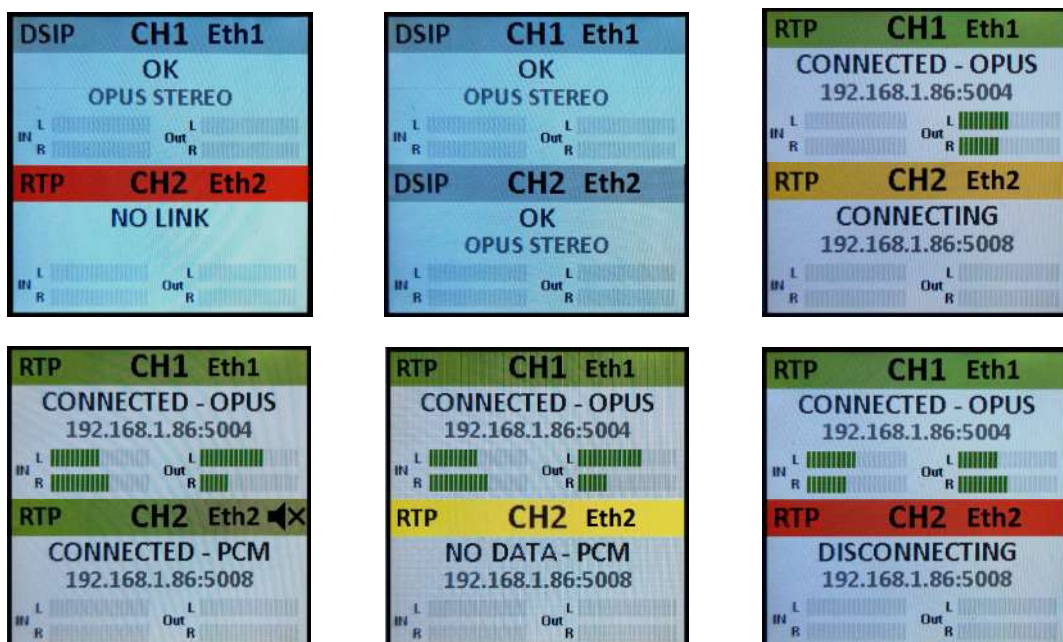 DSIP CH1 Eth1
OK
OPUS STEREO
IN L R Out L R
RTP CH2 Eth2
NO LINK
IN L R Out L R
DSIP CH1 Eth1
OK
OPUS STEREO
IN L R Out L R
DSIP CH2 Eth2
OK
OPUS STEREO
IN L R Out L R
RTP CH1 Eth1
CONNECTED - OPUS
192.168.1.86:5004
IN L R Out L R
RTP CH2 Eth2
CONNECTING
192.168.1.86:5008
IN L R Out L R
RTP CH1 Eth1
CONNECTED - OPUS
192.168.1.86:5004
IN L R Out L R
RTP CH2 Eth2
CONNECTED - PCM
192.168.1.86:5008
IN L R Out L R
RTP CH1 Eth1
CONNECTED - OPUS
192.168.1.86:5004
IN L R Out L R
RTP CH2 Eth2
NO DATA - PCM
192.168.1.86:5008
IN L R Out L R
RTP CH1 Eth1
CONNECTED - OPUS
192.168.1.86:5004
IN L R Out L R
RTP CH2 Eth2
DISCONNECTING
192.168.1.86:5008
IN L R Out L R